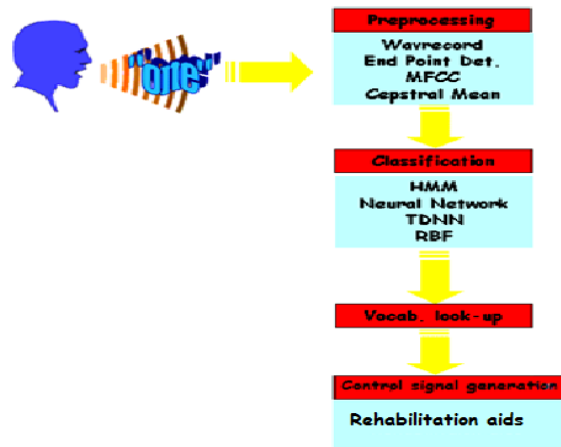 "one"
Preprocessing
Wavrecord
End Point Det.
MFCC
Cepstral Mean
Classification
HMM
Neural Network
TDNN
RBF
Vocab. look-up
Control signal generation
Rehabilitation aids